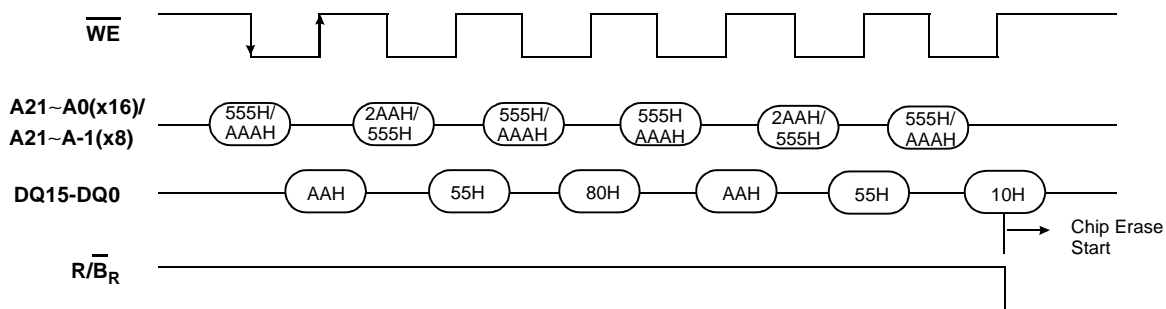 WE
A21~A0(x16)/
A21~A-1(x8)
555H/
AAAH
2AAH/
555H
555H/
AAAH
555H
AAAH
2AAH/
555H
555H/
AAAH
DQ15-DQ0
AAH
55H
80H
AAH
55H
10H
Chip Erase
Start
R/B̅R